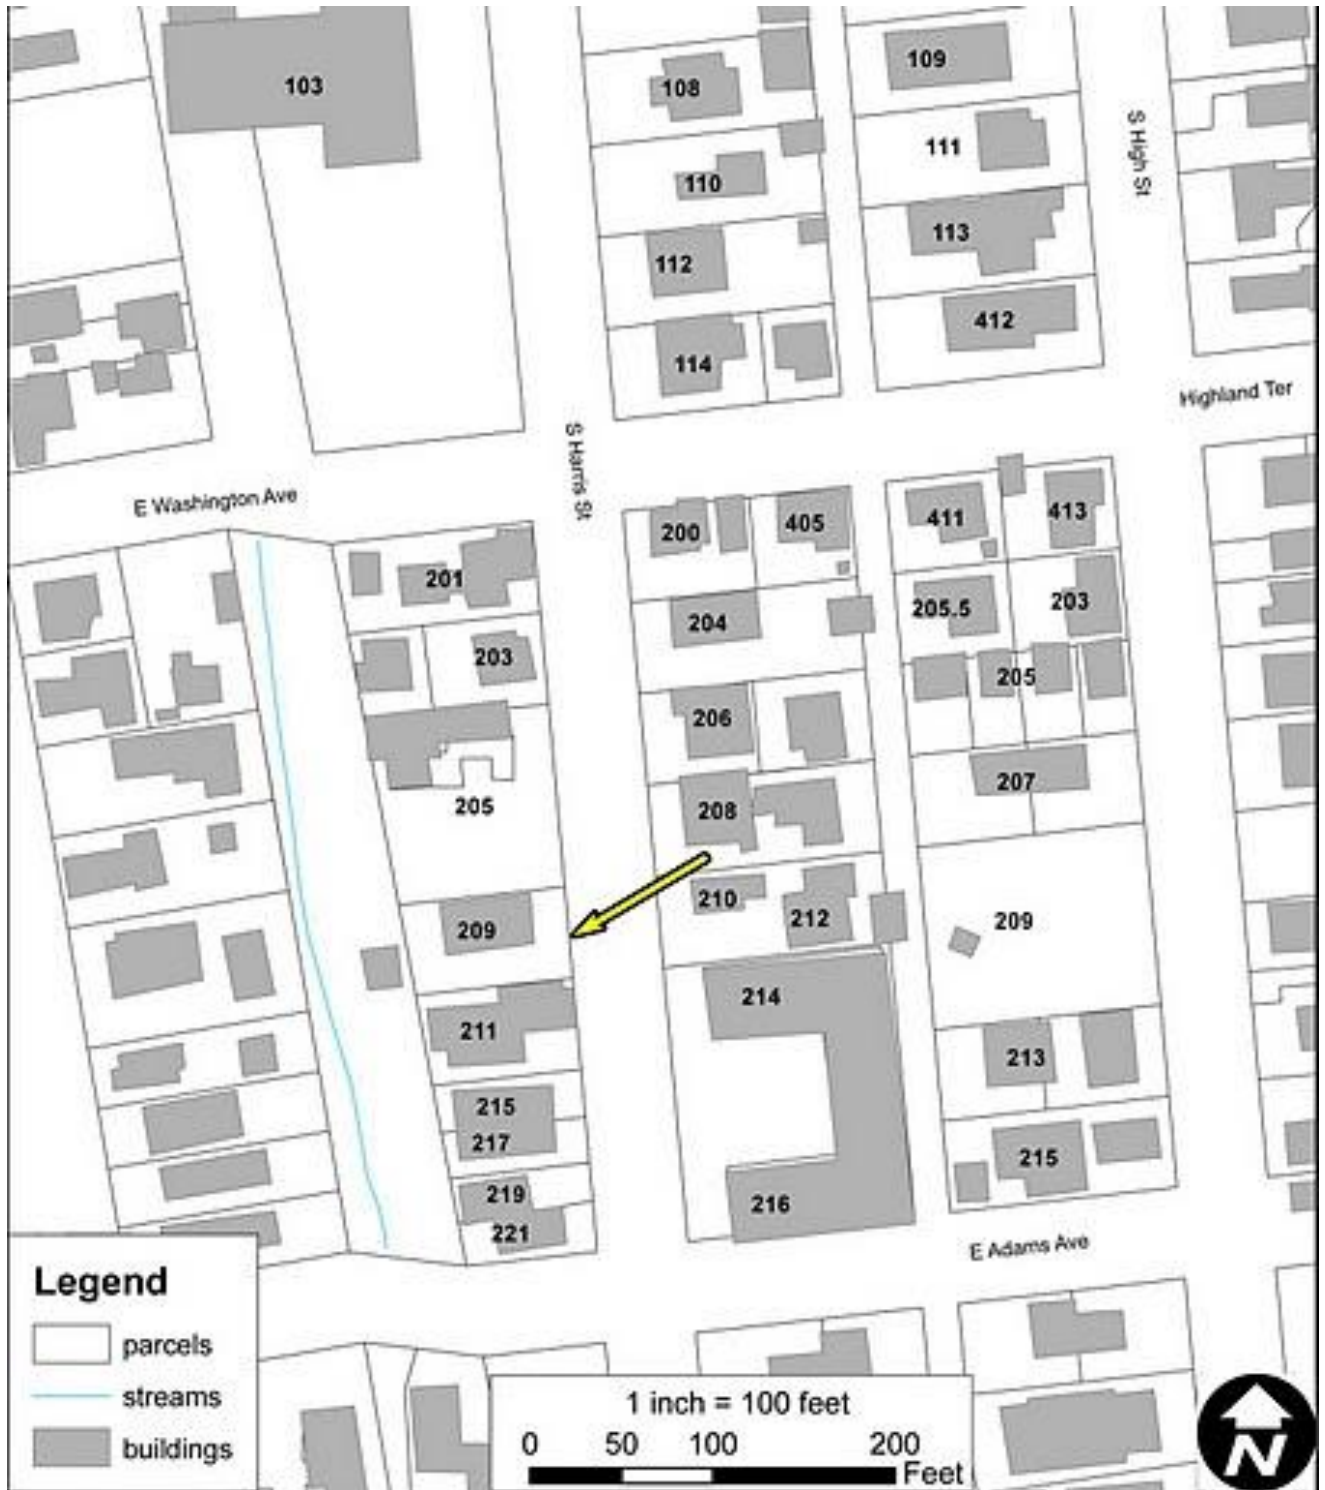 103
108
109
110
111
S High St
112
113
114
412
Highland Ter
S Harris St
E Washington Ave
200
405
411
413
201
204
205.5
203
203
206
205
205
208
207
209
210
212
209
211
214
213
215
217
215
219
221
216
E Adams Ave
Legend
parcels
streams
buildings
1 inch = 100 feet
0 50 100 200
Feet
N